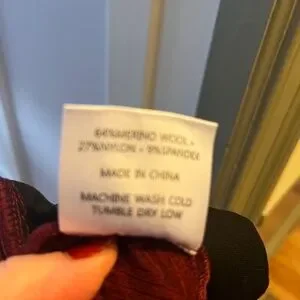 64%MERINO WOOL •
27%NYLON • 9%SPANDEX
MADE IN CHINA
MACHINE WASH COLD
TUMBLE DRY LOW